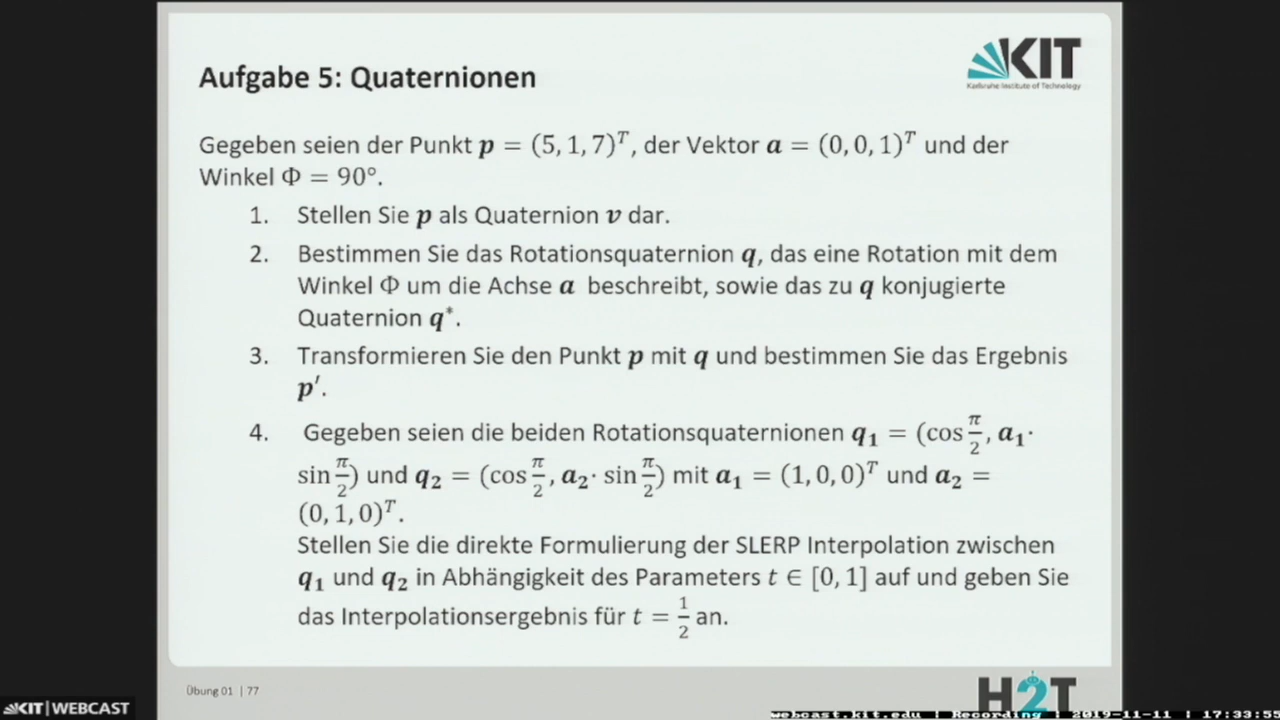 Aufgabe 5: Quaternionen
KIT
Karlsruhe Institute of Technology
Gegeben seien der Punkt p = (5, 1, 7)ᵀ, der Vektor a = (0, 0, 1)ᵀ und der
Winkel Φ = 90°.
1. Stellen Sie p als Quaternion v dar.
2. Bestimmen Sie das Rotationsquaternion q, das eine Rotation mit dem
Winkel Φ um die Achse a beschreibt, sowie das zu q konjugierte
Quaternion q*.
3. Transformieren Sie den Punkt p mit q und bestimmen Sie das Ergebnis
p′.
4. Gegeben seien die beiden Rotationsquaternionen q₁ = (cos π/2, a₁·
sin π/2) und q₂ = (cos π/2, a₂· sin π/2) mit a₁ = (1, 0, 0)ᵀ und a₂ =
(0, 1, 0)ᵀ.
Stellen Sie die direkte Formulierung der SLERP Interpolation zwischen
q₁ und q₂ in Abhängigkeit des Parameters t ∈ [0, 1] auf und geben Sie
das Interpolationsergebnis für t = 1/2 an.
Übung 01 | 77
H2T
KIT | WEBCAST
webcast.kit.edu | Recording | 2019-11-11 | 17:33:55